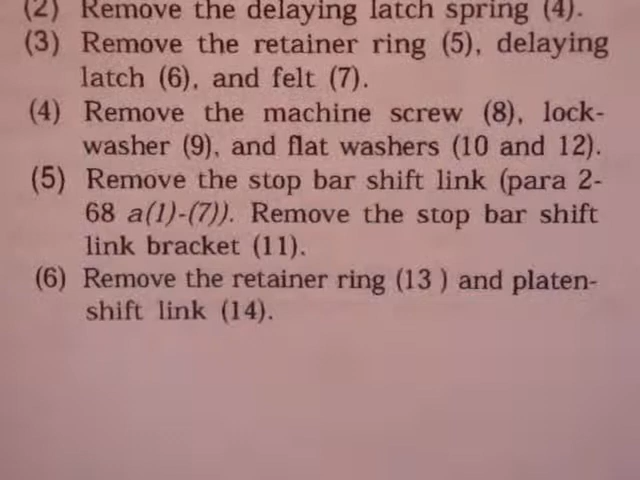 (2) Remove the delaying latch spring (4).
(3) Remove the retainer ring (5), delaying
latch (6), and felt (7).
(4) Remove the machine screw (8), lock-
washer (9), and flat washers (10 and 12).
(5) Remove the stop bar shift link (para 2-
68 a(1)-(7)). Remove the stop bar shift
link bracket (11).
(6) Remove the retainer ring (13 ) and platen-
shift link (14).